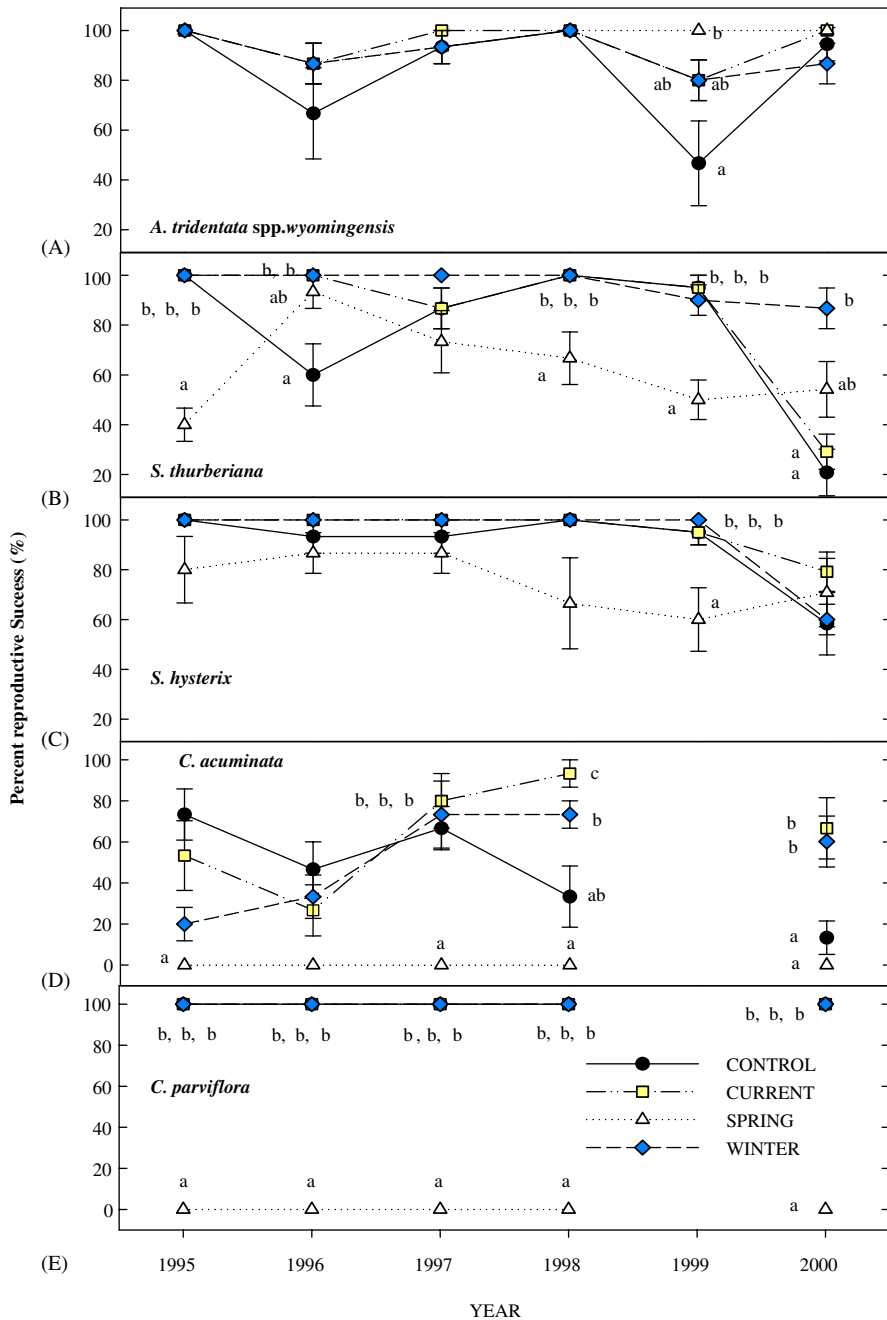 100
80
60
40
20
b
ab
ab
a
A. tridentata spp.wyomingensis
(A)
100
80
60
40
20
b, b, b
b, b
ab
a
a
b, b, b
a
b, b, b
a
b
ab
a
a
S. thurberiana
(B)
100
80
60
40
20
b, b, b
a
S. hysterix
(C)
C. acuminata
100
80
60
40
20
0
a
b, b, b
a
c
b
ab
a
b
b
a
a
(D)
100
80
60
40
20
0
b, b, b
b, b, b
b, b, b
b, b, b
b, b, b
C. parviflora
CONTROL
CURRENT
SPRING
WINTER
a
a
a
a
a
(E)
1995
1996
1997
1998
1999
2000
YEAR
Percent reproductive Suceess (%)